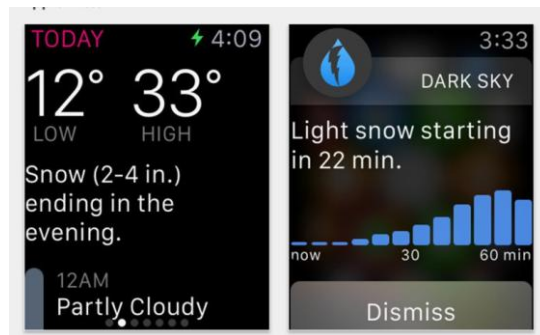 TODAY 4:09
12° 33°
LOW HIGH
Snow (2-4 in.)
ending in the
evening.
12AM
Partly Cloudy
3:33
DARK SKY
Light snow starting
in 22 min.
now 30 60 min
Dismiss